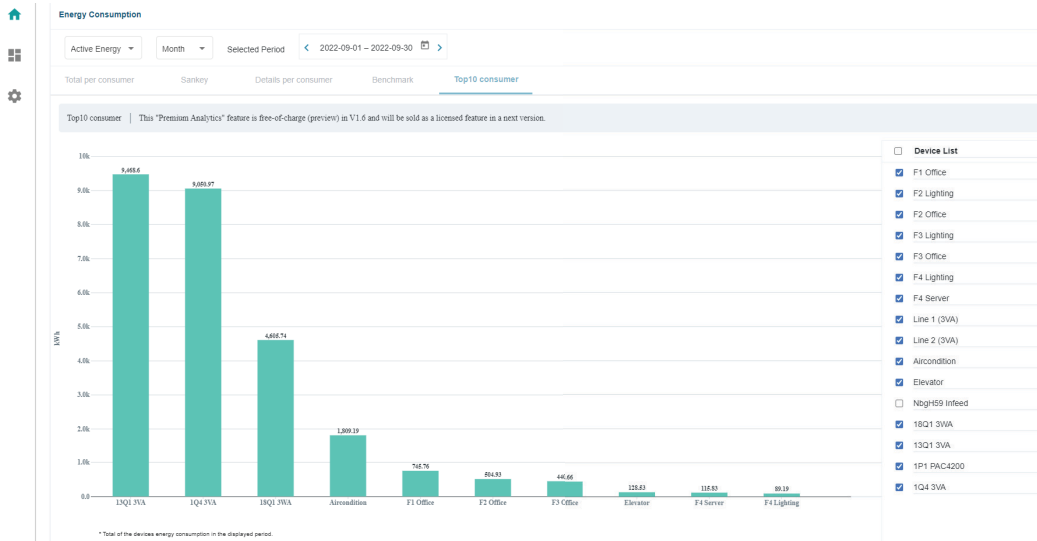 Energy Consumption
Active Energy Month Selected Period 2022-09-01 – 2022-09-30
Total per consumer Sankey Details per consumer Benchmark Top10 consumer
Top10 consumer | This "Premium Analytics" feature is free-of-charge (preview) in V1.6 and will be sold as a licensed feature in a next version.
10k
9.0k
8.0k
7.0k
6.0k
5.0k
4.0k
3.0k
2.0k
1.0k
0.0
kWh
9,468.6
9,050.97
4,605.74
1,809.19
745.76
504.93
446.66
128.53
115.83
89.19
13Q1 3VA 1Q4 3VA 18Q1 3WA Aircondition F1 Office F2 Office F3 Office Elevator F4 Server F4 Lighting
* Total of the devices energy consumption in the displayed period.
Device List
F1 Office
F2 Lighting
F2 Office
F3 Lighting
F3 Office
F4 Lighting
F4 Server
Line 1 (3VA)
Line 2 (3VA)
Aircondition
Elevator
NbgH59 Infeed
18Q1 3WA
13Q1 3VA
1P1 PAC4200
1Q4 3VA